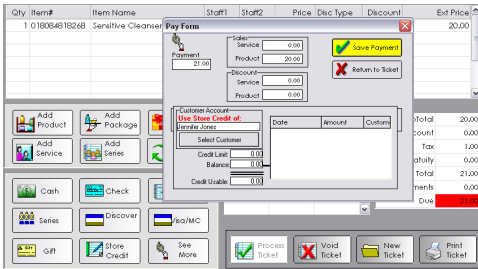 Qty Item# Item Name Staff1 Staff2 Price Disc Type Discount Ext Price
1 018084818268 Sensitive Cleanser 20.00
Pay Form
Payment
21.00
Sales
Service 0.00
Product 20.00
Discount
Service 0.00
Product 0.00
Save Payment
Return to Ticket
Customer Account
Use Store Credit of:
Jennifer Jones
Select Customer
Credit Limit: 0.00
Balance: 0.00
Credit Usable: 0.00
Date Amount Custom
Add Product
Add Package
Add Service
Add Series
Total 20.00
count 0.00
Tax 1.00
atuity 0.00
Total 21.00
ments 0.00
Due 21.00
Cash
Check
Series
Discover
Visa/MC
Gift
Store Credit
See More
Process Ticket
Void Ticket
New Ticket
Print Ticket